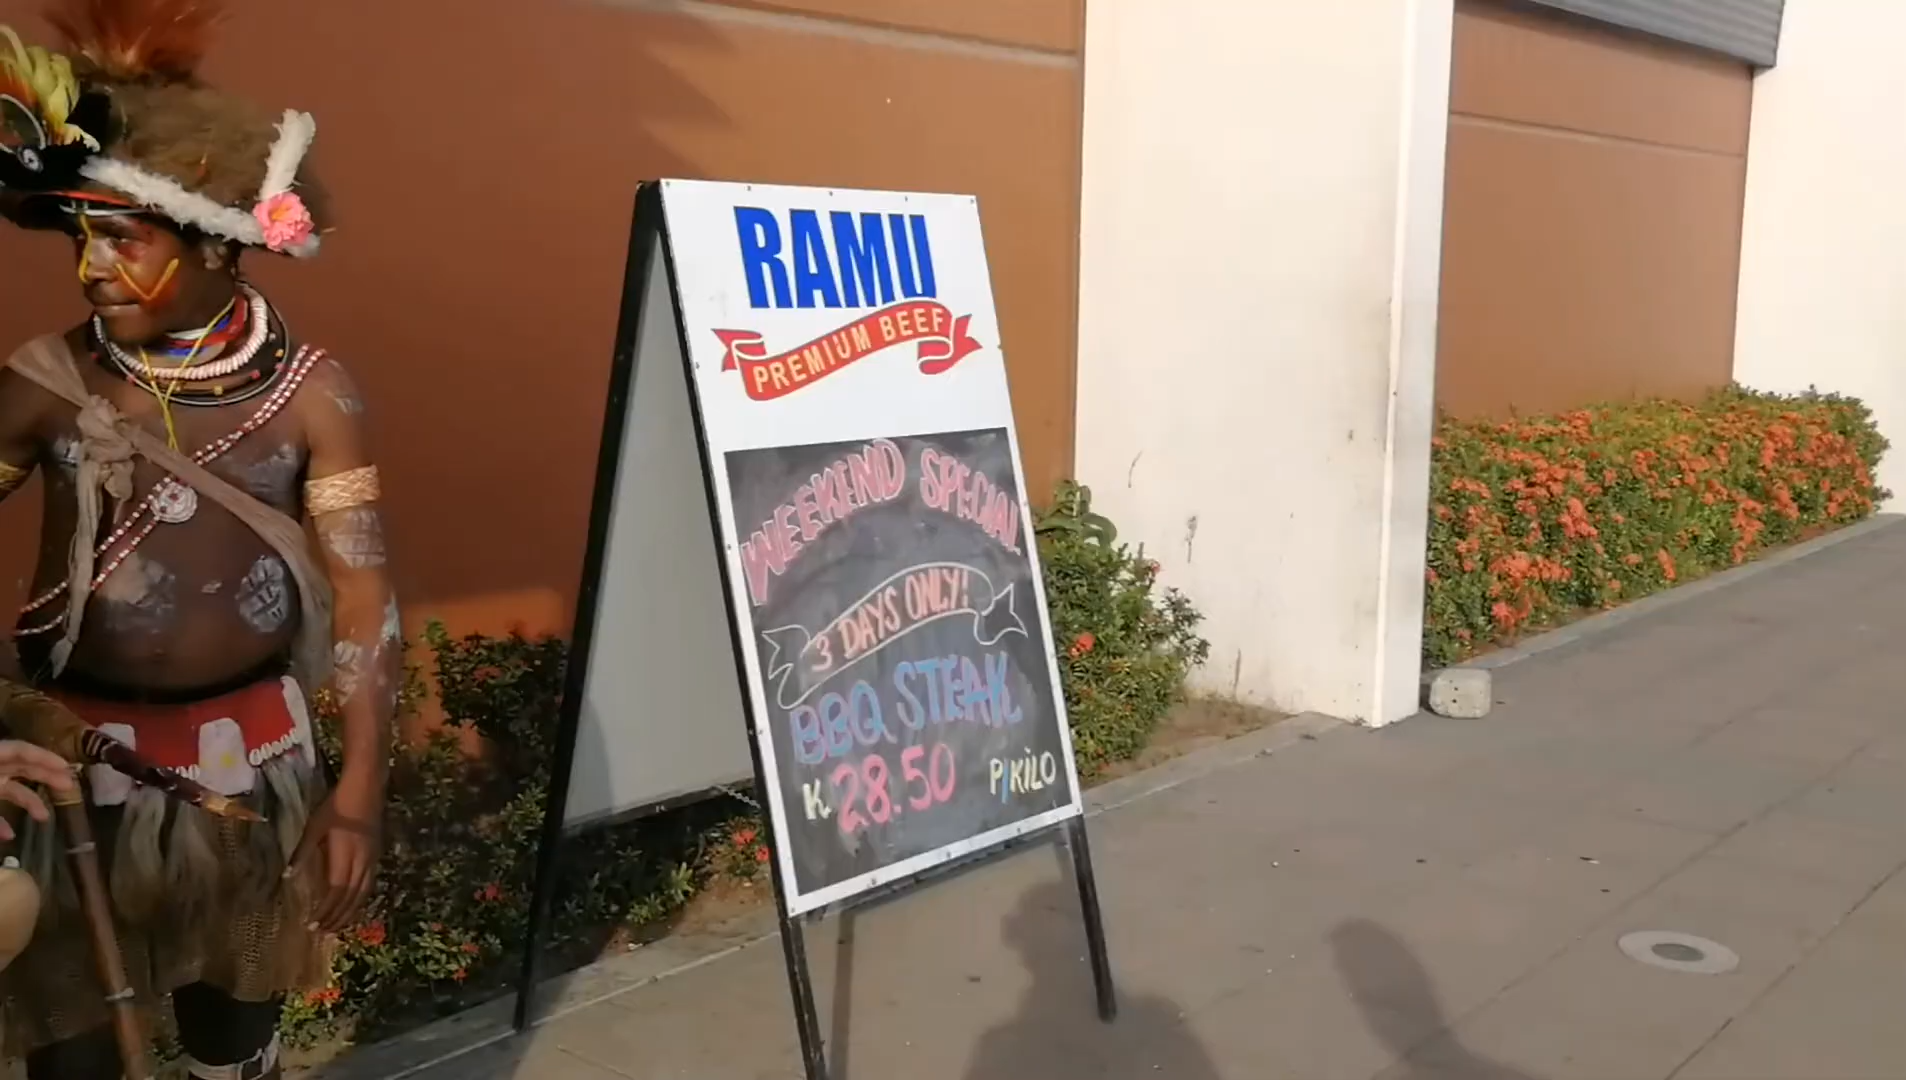 RAMU
PREMIUM BEEF
WEEKEND SPECIAL
3 DAYS ONLY!
BBQ STEAK
K 28.50 P/KILO